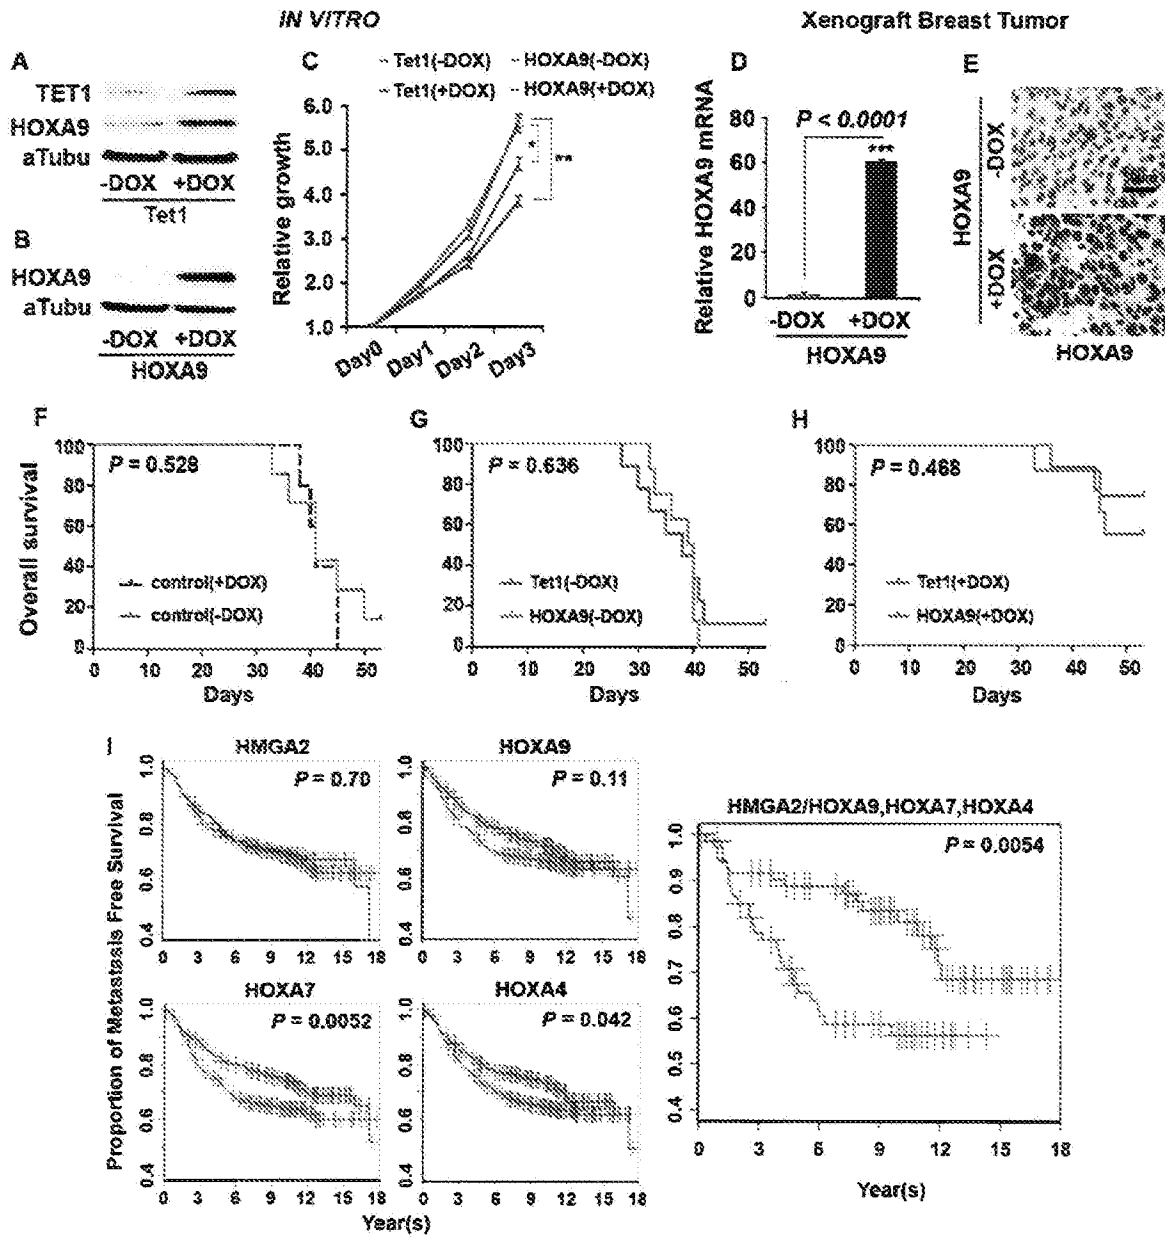 IN VITRO
Xenograft Breast Tumor
A
TET1
HOXA9
aTubu
-DOX +DOX
Tet1
B
HOXA9
aTubu
-DOX +DOX
HOXA9
C
Tet1(-DOX) HOXA9(-DOX)
Tet1(+DOX) HOXA9(+DOX)
Relative growth
6.0
5.0
4.0
3.0
2.0
1.0
* **
Day0 Day1 Day2 Day3
D
Relative HOXA9 mRNA
P < 0.0001
***
80
60
40
20
0
-DOX +DOX
HOXA9
E
HOXA9
-DOX
+DOX
HOXA9
F
Overall survival
100
80
60
40
20
0
P = 0.528
control(+DOX)
control(-DOX)
0 10 20 30 40 50
Days
G
100
80
60
40
20
0
P = 0.636
Tet1(-DOX)
HOXA9(-DOX)
0 10 20 30 40 50
Days
H
100
80
60
40
20
0
P = 0.468
Tet1(+DOX)
HOXA9(+DOX)
0 10 20 30 40 50
Days
I
Proportion of Metastasis Free Survival
HMGA2
P = 0.70
1.0
0.8
0.6
0.4
0 3 6 9 12 15 18
HOXA9
P = 0.11
1.0
0.8
0.6
0.4
0 3 6 9 12 15 18
HOXA7
P = 0.0052
1.0
0.8
0.6
0.4
0 3 6 9 12 15 18
HOXA4
P = 0.042
1.0
0.8
0.6
0.4
0 3 6 9 12 15 18
Year(s)
HMGA2/HOXA9,HOXA7,HOXA4
P = 0.0054
1.0
0.9
0.8
0.7
0.6
0.5
0.4
0 3 6 9 12 15 18
Year(s)